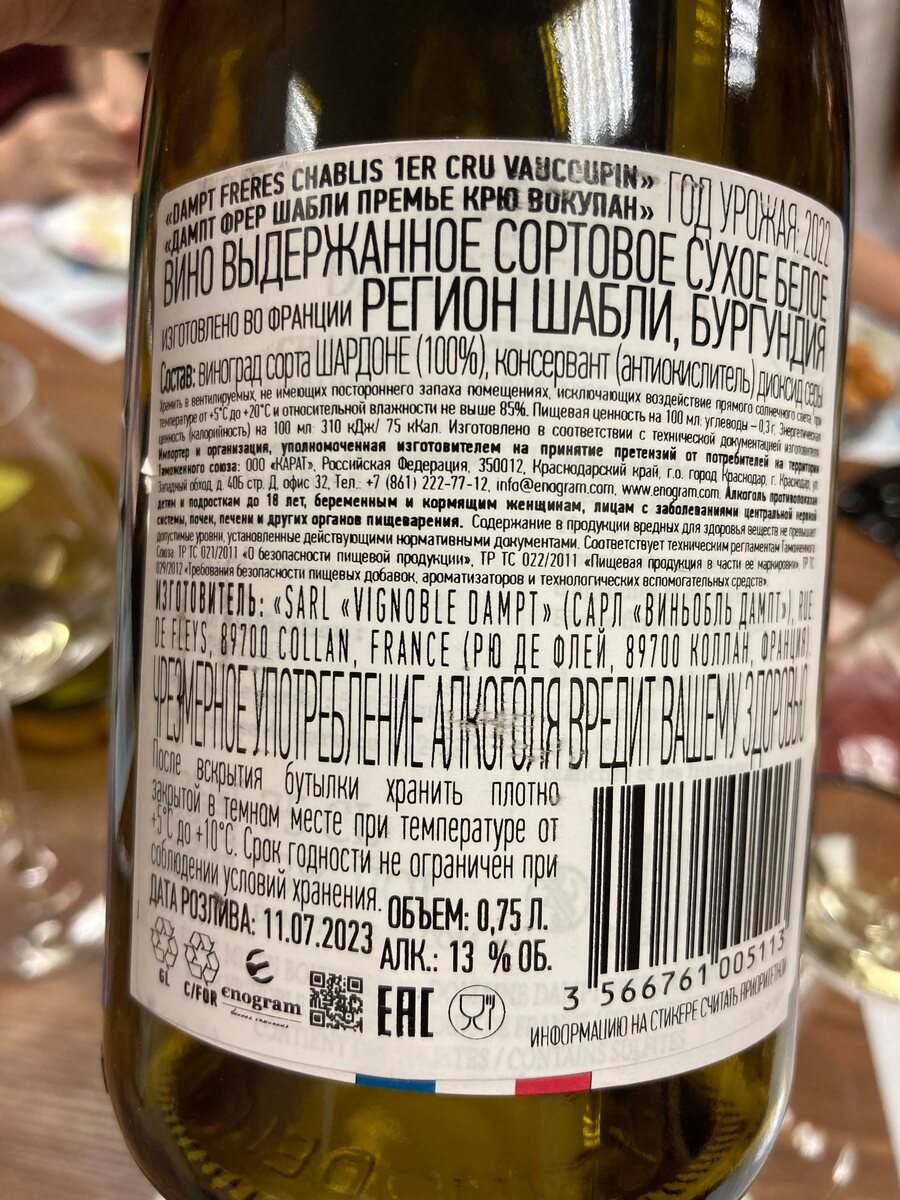 «DAMPT FRERES CHABLIS 1ER CRU VAUCOUPIN»
«ДАМПТ ФРЕР ШАБЛИ ПРЕМЬЕ КРЮ ВОКУПАН» ГОД УРОЖАЯ: 2022
ВИНО ВЫДЕРЖАННОЕ СОРТОВОЕ СУХОЕ БЕЛОЕ
ИЗГОТОВЛЕНО ВО ФРАНЦИИ РЕГИОН ШАБЛИ, БУРГУНДИЯ
Состав: виноград сорта ШАРДОНЕ (100%), консервант (антиокислитель) диоксид серы
Хранить в вентилируемых, не имеющих постороннего запаха помещениях, исключающих воздействие прямого солнечного света, при
температуре от +5°С до +20°С и относительной влажности не выше 85%. Пищевая ценность на 100 мл: углеводы – 0,3 г. Энергетическая
ценность (калорийность) на 100 мл: 310 кДж/ 75 кКал. Изготовлено в соответствии с технической документацией изготовителя
Импортер и организация, уполномоченная изготовителем на принятие претензий от потребителей на территории
Таможенного союза: ООО «КАРАТ», Российская Федерация, 350012, Краснодарский край, г.о. город Краснодар, г. Краснодар, ул.
Западный обход, д. 40б стр. Д, офис 32, Тел.: +7 (861) 222-77-12, info@enogram.com, www.enogram.com. Алкоголь противопоказан
детям и подросткам до 18 лет, беременным и кормящим женщинам, лицам с заболеваниями центральной нервной
системы, почек, печени и других органов пищеварения. Содержание в продукции вредных для здоровья веществ не превышает
допустимые уровни, установленные действующими нормативными документами. Соответствует техническим регламентам Таможенного
Союза: ТР ТС 021/2011 «О безопасности пищевой продукции», ТР ТС 022/2011 «Пищевая продукция в части ее маркировки», ТР ТС
029/2012 «Требования безопасности пищевых добавок, ароматизаторов и технологических вспомогательных средств».
ИЗГОТОВИТЕЛЬ: «SARL «VIGNOBLE DAMPT» (САРЛ «ВИНЬОБЛЬ ДАМПТ»), RUE
DE FLEYS, 89700 COLLAN, FRANCE (РЮ ДЕ ФЛЕЙ, 89700 КОЛЛАН, ФРАНЦИЯ)
ЧРЕЗМЕРНОЕ УПОТРЕБЛЕНИЕ АЛКОГОЛЯ ВРЕДИТ ВАШЕМУ ЗДОРОВЬЮ
После вскрытия бутылки хранить плотно
закрытой в темном месте при температуре от
+5°С до +10°С. Срок годности не ограничен при
соблюдении условий хранения.
ДАТА РОЗЛИВА: 11.07.2023
ОБЪЕМ: 0,75 Л.
АЛК.: 13 % ОБ.
GL
C/FOR
enogram
EAC
3 566761 005113
ИНФОРМАЦИЮ НА СТИКЕРЕ СЧИТАТЬ ПРИОРИТЕТНОЙ